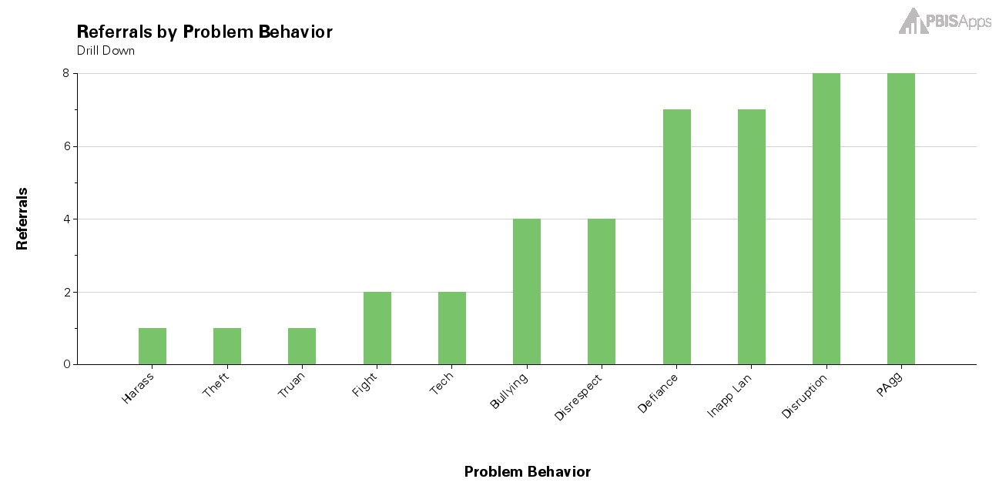 PBISApps
Referrals by Problem Behavior
Drill Down
8
6
4
2
0
Referrals
Harass
Theft
Truan
Fight
Tech
Bullying
Disrespect
Defiance
Inapp Lan
Disruption
PAgg
Problem Behavior